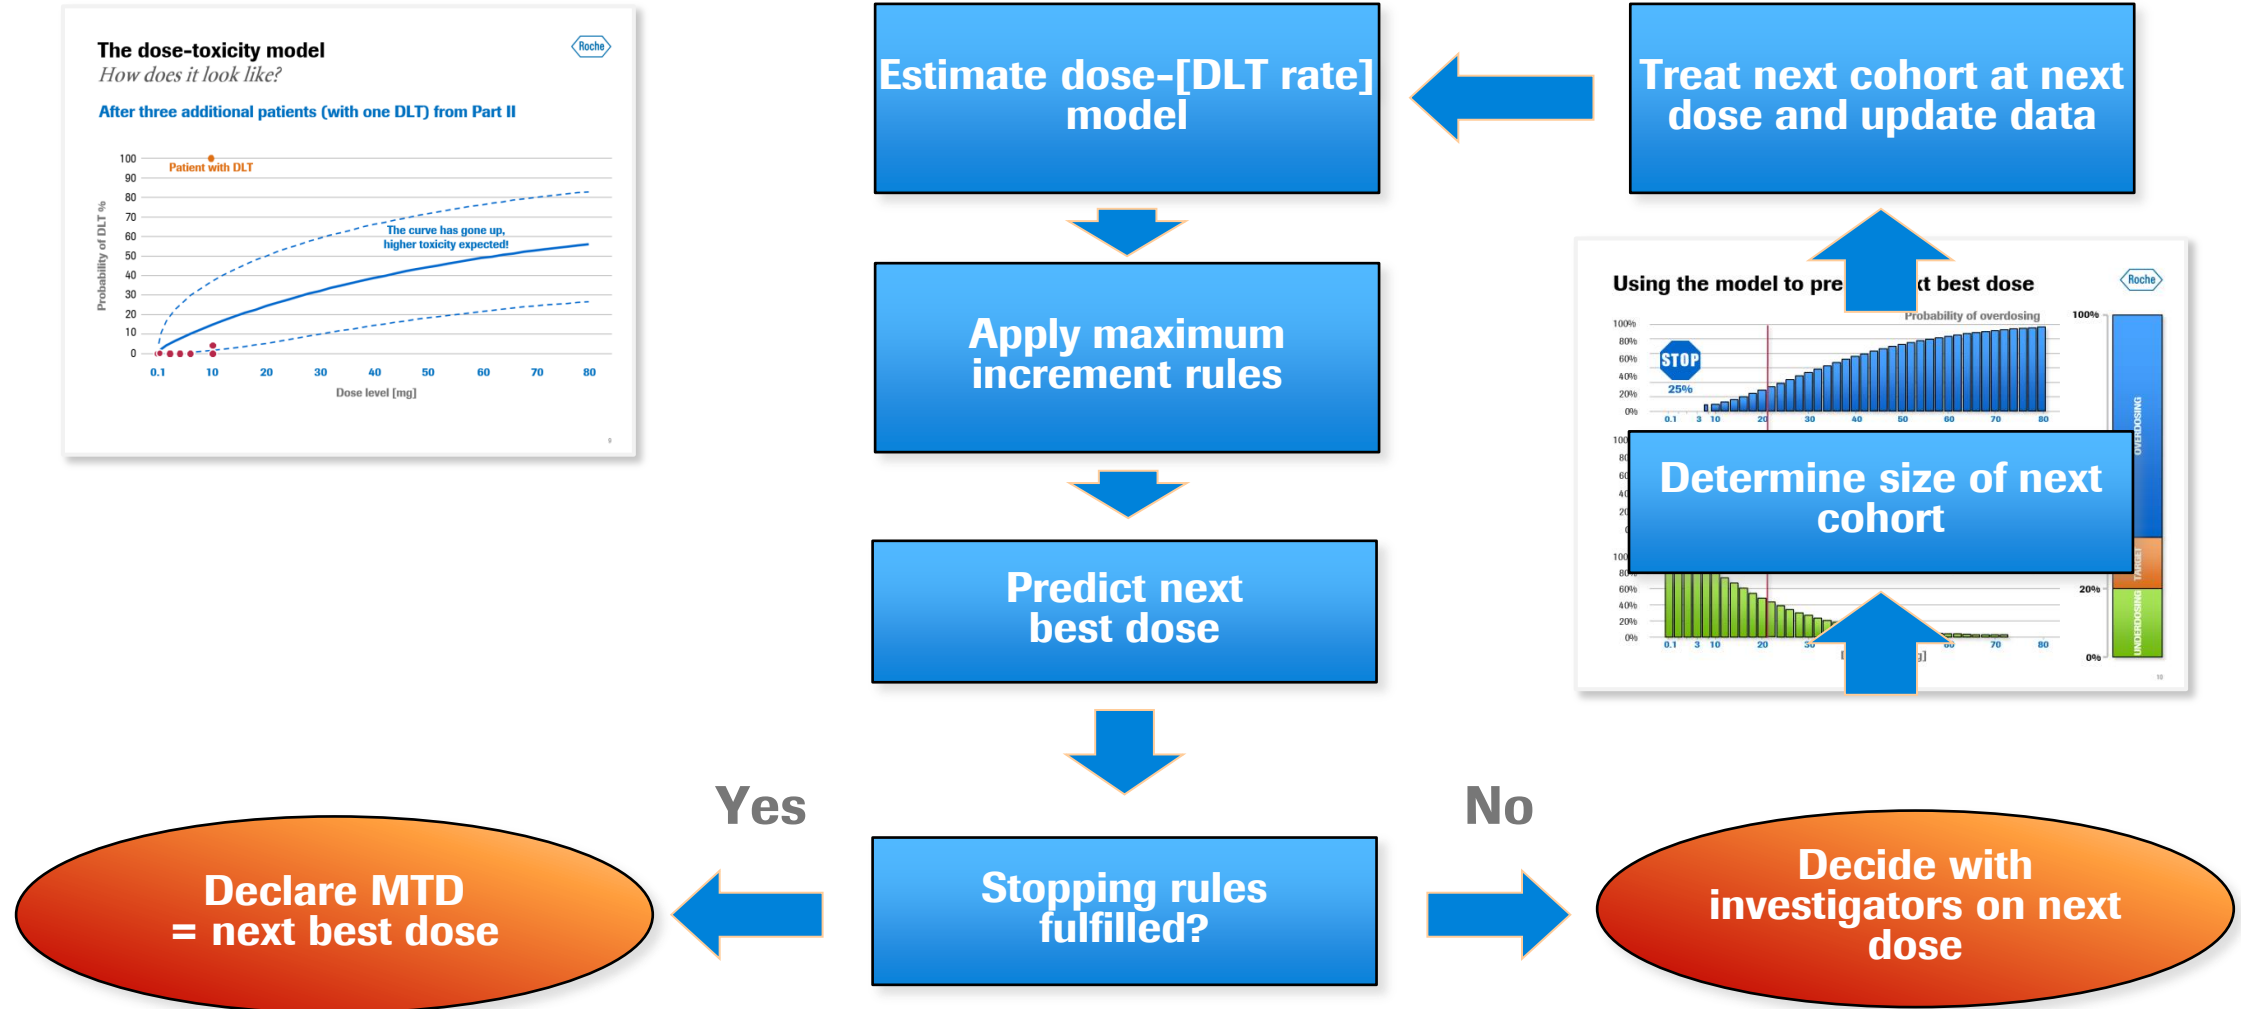 The dose-toxicity model
How does it look like?
Roche
After three additional patients (with one DLT) from Part II
Probability of DLT %
100
90
80
70
60
50
40
30
20
10
0
Patient with DLT
The curve has gone up,
higher toxicity expected!
0.1 10 20 30 40 50 60 70 80
Dose level [mg]
Estimate dose-[DLT rate]
model
Treat next cohort at next
dose and update data
Apply maximum
increment rules
Predict next
best dose
Using the model to pre
xt best dose
Roche
Probability of overdosing
100%
80%
60%
40%
20%
0%
STOP
25%
0.1 3 10 20 30 40 50 60 70 80
Determine size of next
cohort
80%
60%
40%
20%
0%
0.1 3 10 20 30 60 70 80
100%
OVERDOSING
TARGET
20%
UNDERDOSING
0%
10
Yes
No
Declare MTD
= next best dose
Stopping rules
fulfilled?
Decide with
investigators on next
dose